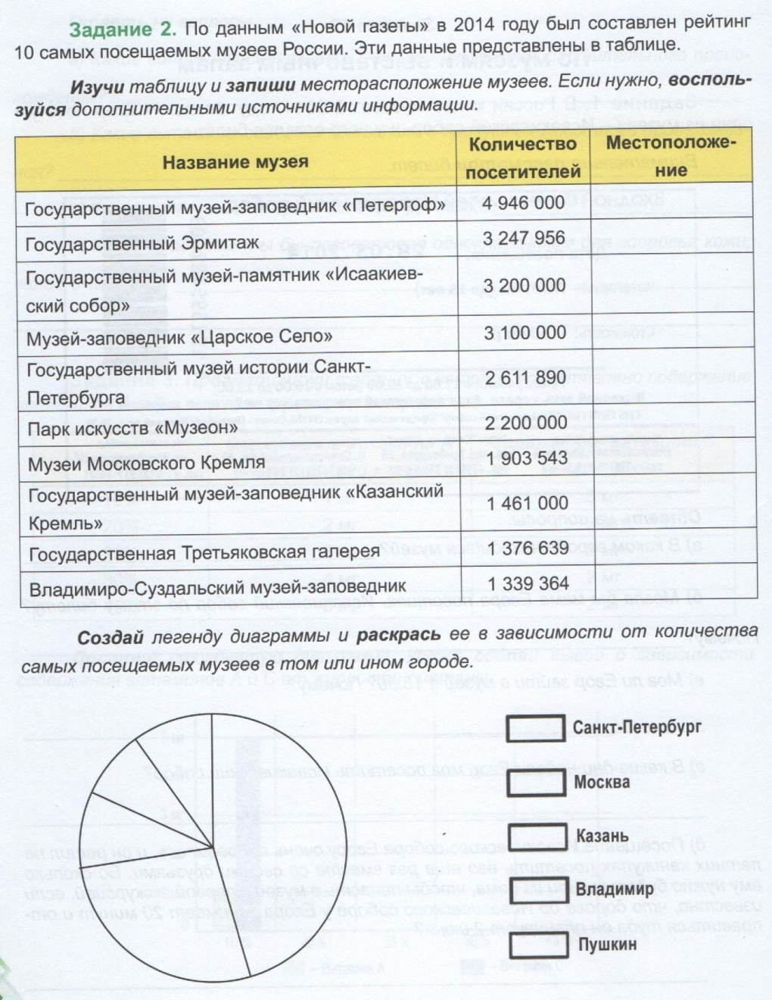 Задание 2. По данным «Новой газеты» в 2014 году был составлен рейтинг
10 самых посещаемых музеев России. Эти данные представлены в таблице.
Изучи таблицу и запиши месторасположение музеев. Если нужно, восполь-
зуйся дополнительными источниками информации.
Название музея
Количество
посетителей
Местоположе-
ние
Государственный музей-заповедник «Петергоф»
4 946 000
Государственный Эрмитаж
3 247 956
Государственный музей-памятник «Исаакиев-
ский собор»
3 200 000
Музей-заповедник «Царское Село»
3 100 000
Государственный музей истории Санкт-
Петербурга
2 611 890
Парк искусств «Музеон»
2 200 000
Музеи Московского Кремля
1 903 543
Государственный музей-заповедник «Казанский
Кремль»
1 461 000
Государственная Третьяковская галерея
1 376 639
Владимиро-Суздальский музей-заповедник
1 339 364
Создай легенду диаграммы и раскрась ее в зависимости от количества
самых посещаемых музеев в том или ином городе.
Санкт-Петербург
Москва
Казань
Владимир
Пушкин